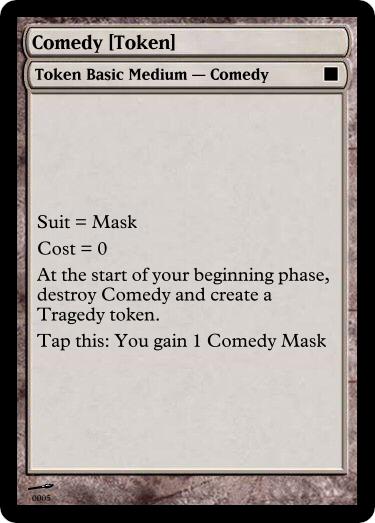 Comedy [Token]
Token Basic Medium — Comedy
Suit = Mask
Cost = 0
At the start of your beginning phase,
destroy Comedy and create a
Tragedy token.
Tap this: You gain 1 Comedy Mask
0005